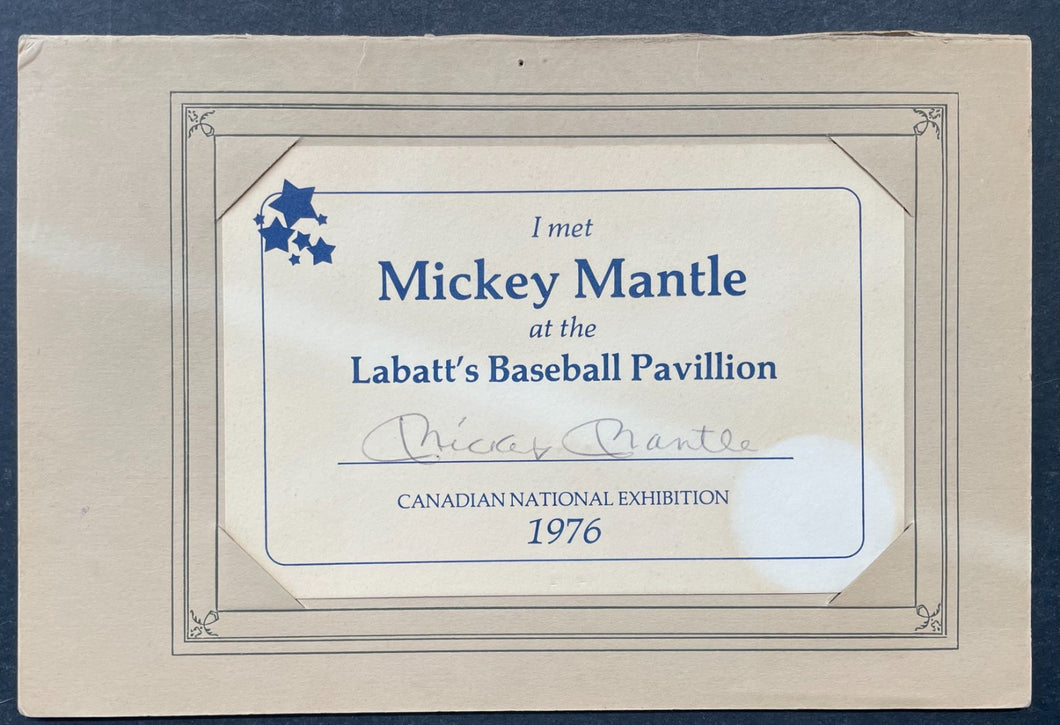 I met
Mickey Mantle
at the
Labatt's Baseball Pavillion
Mickey Mantle
CANADIAN NATIONAL EXHIBITION
1976